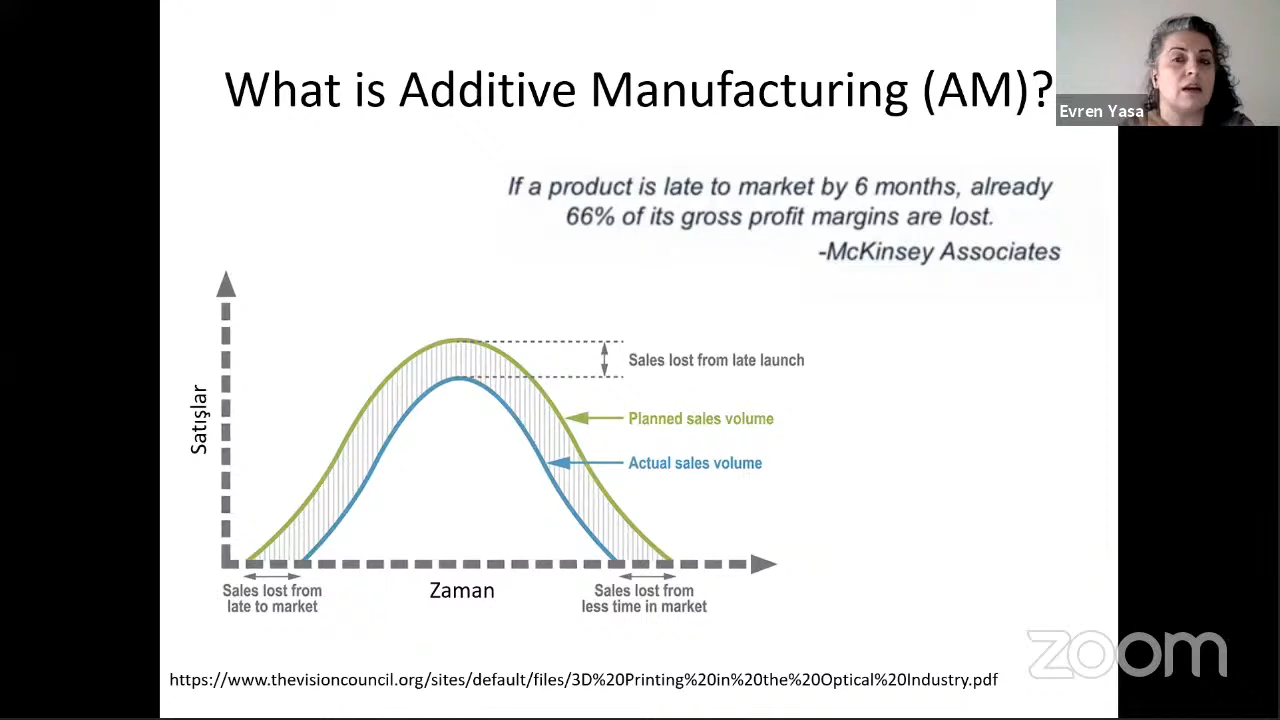 What is Additive Manufacturing (AM)?
Evren Yasa
If a product is late to market by 6 months, already
66% of its gross profit margins are lost.
-McKinsey Associates
Satışlar
Sales lost from late launch
Planned sales volume
Actual sales volume
Sales lost from
late to market
Zaman
Sales lost from
less time in market
zoom
https://www.thevisioncouncil.org/sites/default/files/3D%20Printing%20in%20the%20Optical%20Industry.pdf